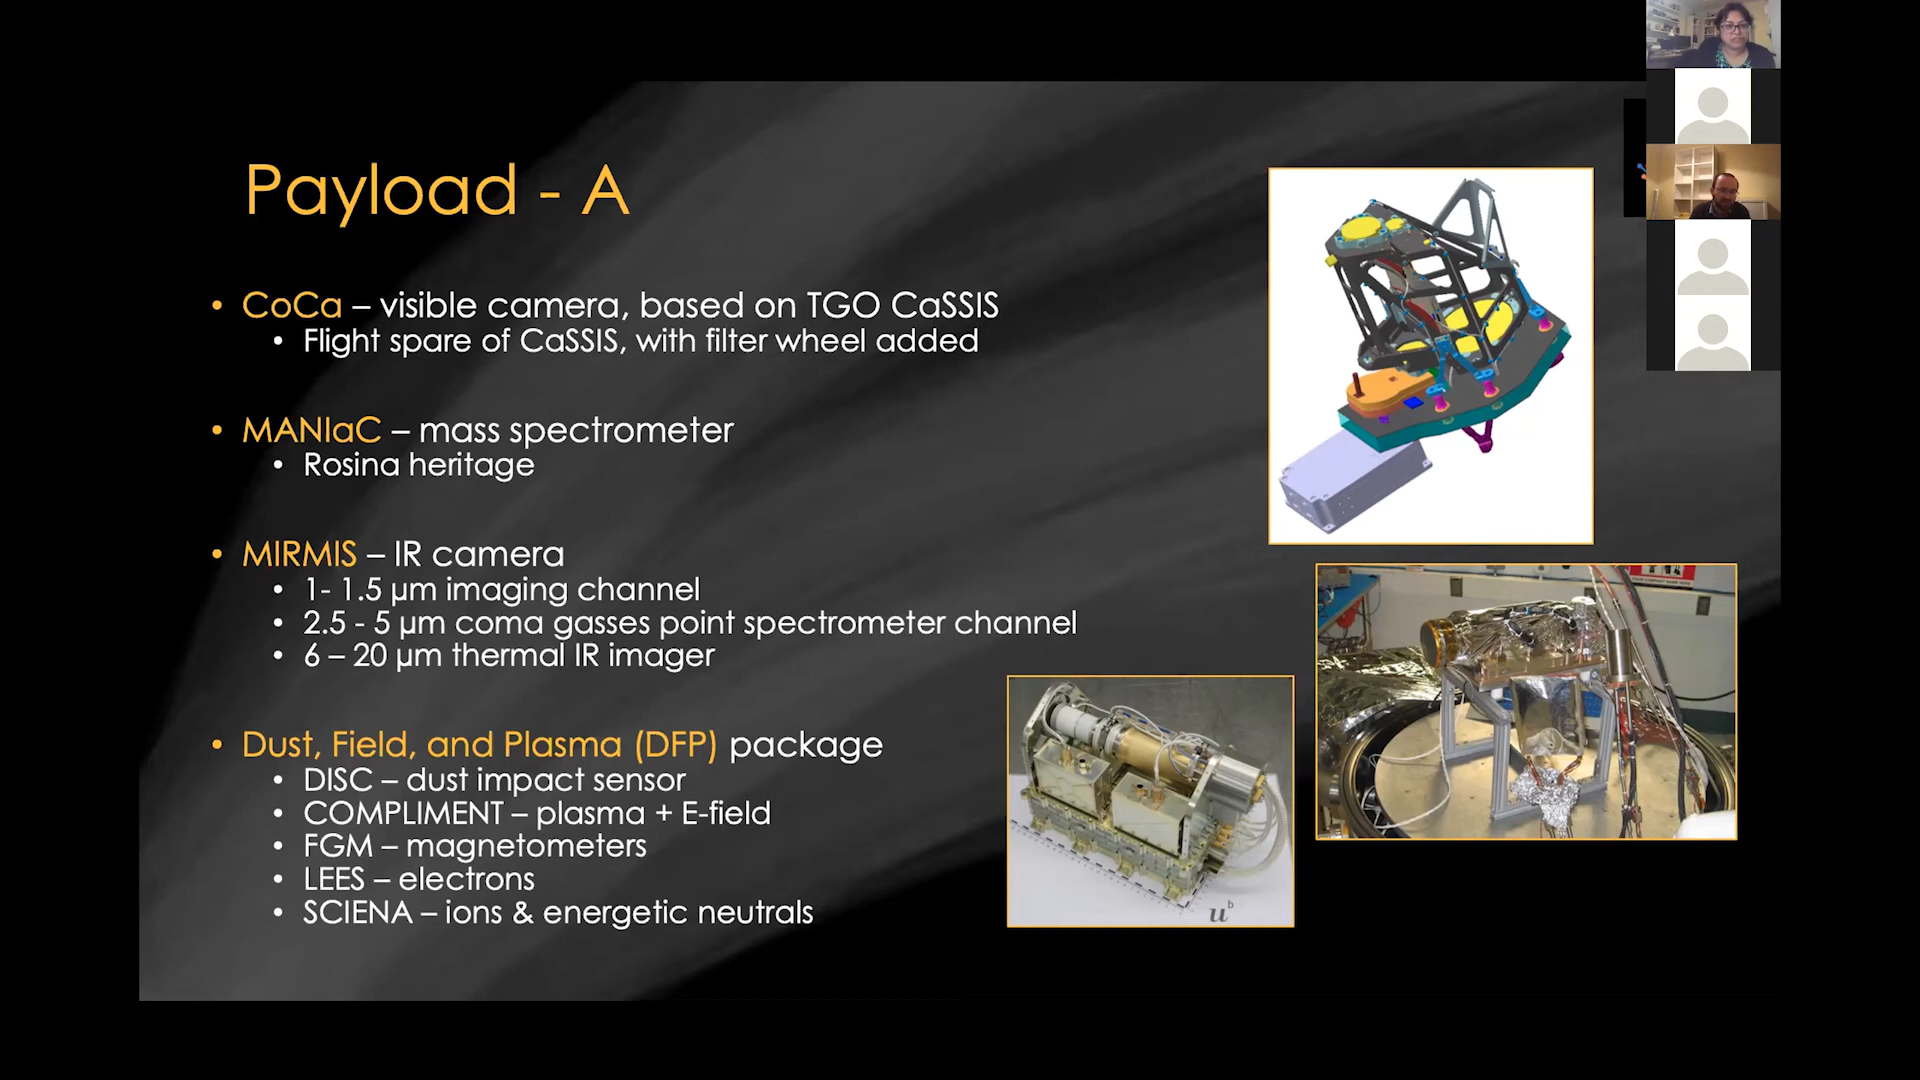 Payload - A
• CoCa – visible camera, based on TGO CaSSIS
• Flight spare of CaSSIS, with filter wheel added
• MANIaC – mass spectrometer
• Rosina heritage
• MIRMIS – IR camera
• 1- 1.5 µm imaging channel
• 2.5 - 5 µm coma gasses point spectrometer channel
• 6 – 20 µm thermal IR imager
• Dust, Field, and Plasma (DFP) package
• DISC – dust impact sensor
• COMPLIMENT – plasma + E-field
• FGM – magnetometers
• LEES – electrons
• SCIENA – ions & energetic neutrals
u b